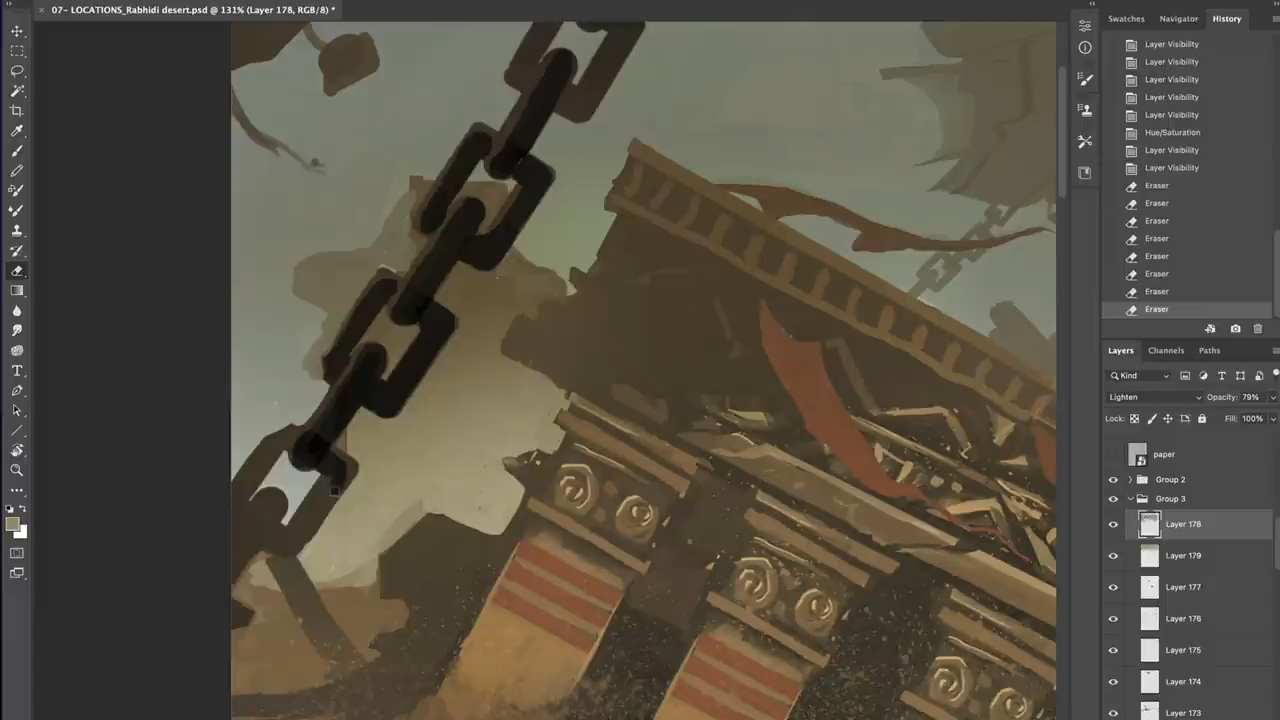 07- LOCATIONS_Rabhidi desert.psd @ 131% (Layer 178, RGB/8) *
Swatches
Navigator
History
Layer Visibility
Layer Visibility
Layer Visibility
Layer Visibility
Layer Visibility
Hue/Saturation
Layer Visibility
Layer Visibility
Eraser
Eraser
Eraser
Eraser
Eraser
Eraser
Eraser
Eraser
Layers
Channels
Paths
Kind
Lighten
Opacity: 79%
Lock:
Fill: 100%
paper
Group 2
Group 3
Layer 178
Layer 179
Layer 177
Layer 176
Layer 175
Layer 174
Layer 173